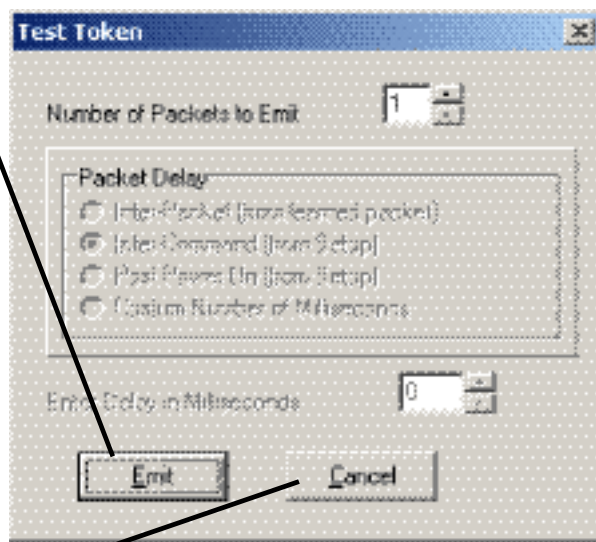 Test Token
Number of Packets to Emit 1
Packet Delay
Inter-Packet (from learned packet)
Inter-Command (from Setup)
Post Power On (from Setup)
Custom Number of Milliseconds
Enter Delay in Milliseconds 0
Emit Cancel